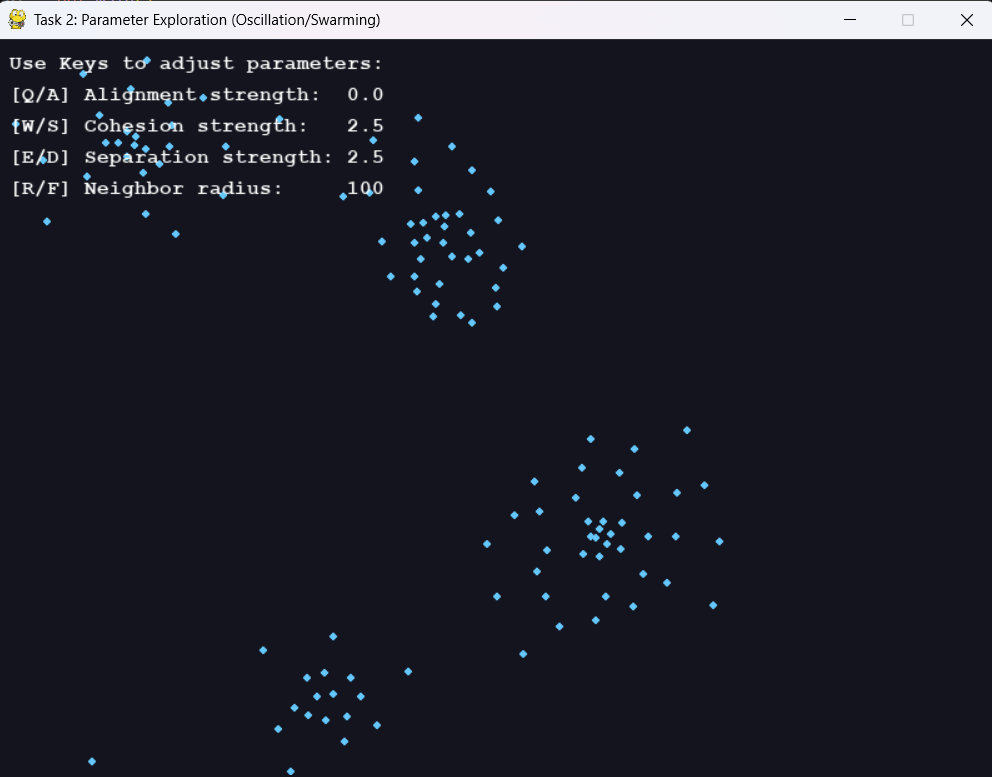 Task 2: Parameter Exploration (Oscillation/Swarming)
Use Keys to adjust parameters:
[Q/A] Alignment strength: 0.0
[W/S] Cohesion strength: 2.5
[E/D] Separation strength: 2.5
[R/F] Neighbor radius: 100